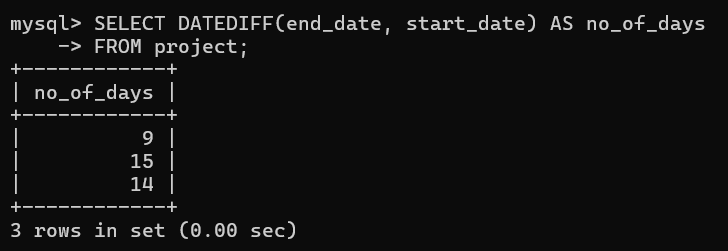 mysql> SELECT DATEDIFF(end_date, start_date) AS no_of_days
    -> FROM project;
+------------+
| no_of_days |
+------------+
|          9 |
|         15 |
|         14 |
+------------+
3 rows in set (0.00 sec)